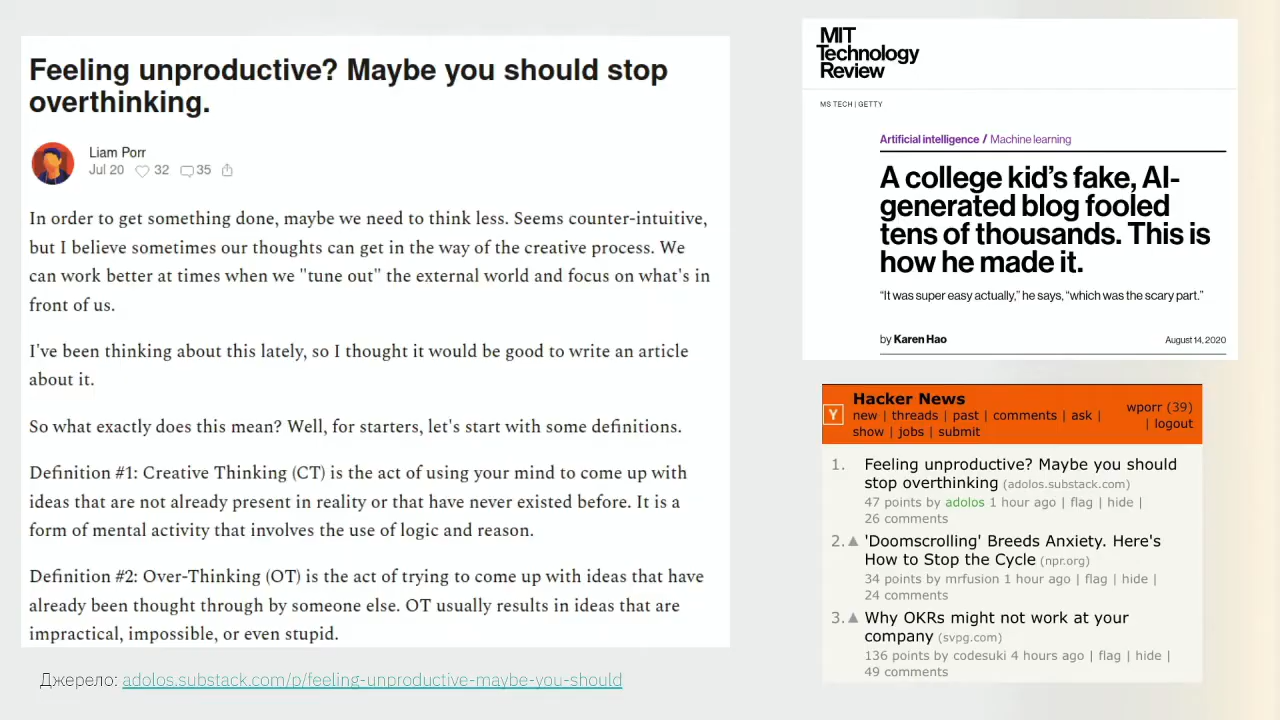 Feeling unproductive? Maybe you should stop
overthinking.
Liam Porr
Jul 20 32 35
In order to get something done, maybe we need to think less. Seems counter-intuitive,
but I believe sometimes our thoughts can get in the way of the creative process. We
can work better at times when we "tune out" the external world and focus on what's in
front of us.
I've been thinking about this lately, so I thought it would be good to write an article
about it.
So what exactly does this mean? Well, for starters, let's start with some definitions.
Definition #1: Creative Thinking (CT) is the act of using your mind to come up with
ideas that are not already present in reality or that have never existed before. It is a
form of mental activity that involves the use of logic and reason.
Definition #2: Over-Thinking (OT) is the act of trying to come up with ideas that have
already been thought through by someone else. OT usually results in ideas that are
impractical, impossible, or even stupid.
Джерело: adolos.substack.com/p/feeling-unproductive-maybe-you-should
MIT
Technology
Review
MS TECH | GETTY
Artificial intelligence / Machine learning
A college kid's fake, AI-
generated blog fooled
tens of thousands. This is
how he made it.
“It was super easy actually,” he says, “which was the scary part.”
by Karen Hao August 14, 2020
Y Hacker News
new | threads | past | comments | ask |
show | jobs | submit
wporr (39)
| logout
1. Feeling unproductive? Maybe you should
stop overthinking (adolos.substack.com)
47 points by adolos 1 hour ago | flag | hide |
26 comments
2. 'Doomscrolling' Breeds Anxiety. Here's
How to Stop the Cycle (npr.org)
34 points by mrfusion 1 hour ago | flag | hide |
24 comments
3. Why OKRs might not work at your
company (svpg.com)
136 points by codesuki 4 hours ago | flag | hide |
49 comments